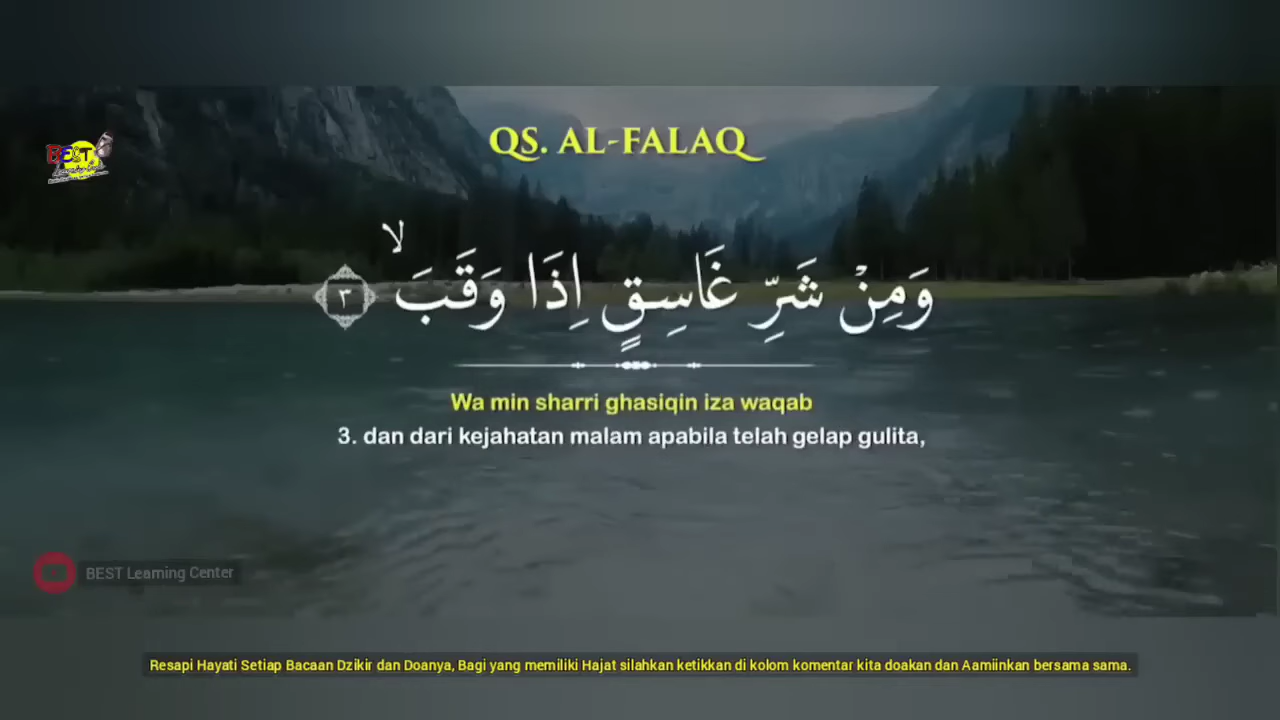 BEST
QS. AL-FALAQ
وَمِنْ شَرِّ غَاسِقٍ اِذَا وَقَبَۙ ٣
Wa min sharri ghasiqin iza waqab
3. dan dari kejahatan malam apabila telah gelap gulita,
BEST Learning Center
Resapi Hayati Setiap Bacaan Dzikir dan Doanya, Bagi yang memiliki Hajat silahkan ketikkan di kolom komentar kita doakan dan Aamiinkan bersama sama.